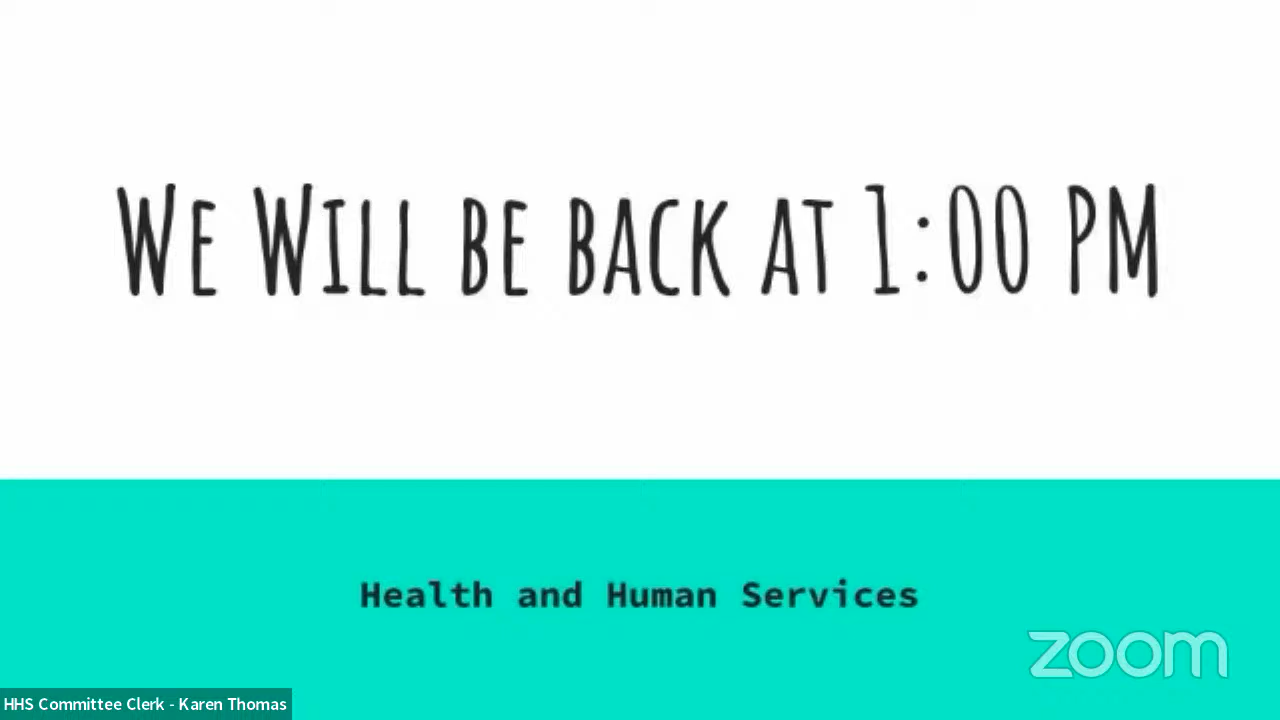 We Will be back at 1:00 PM
Health and Human Services
zoom
HHS Committee Clerk - Karen Thomas